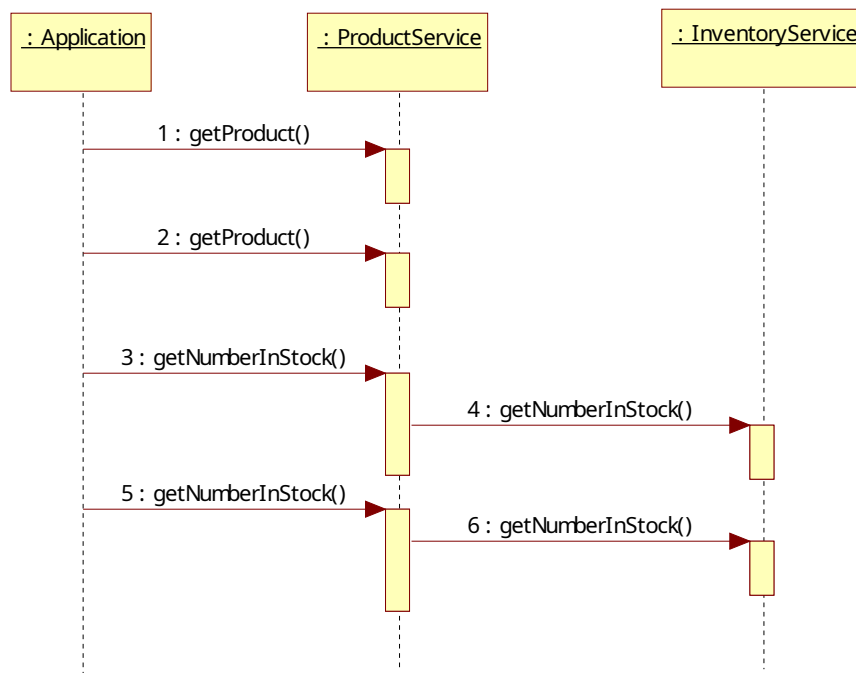 : Application
: ProductService
: InventoryService
1 : getProduct()
2 : getProduct()
3 : getNumberInStock()
4 : getNumberInStock()
5 : getNumberInStock()
6 : getNumberInStock()